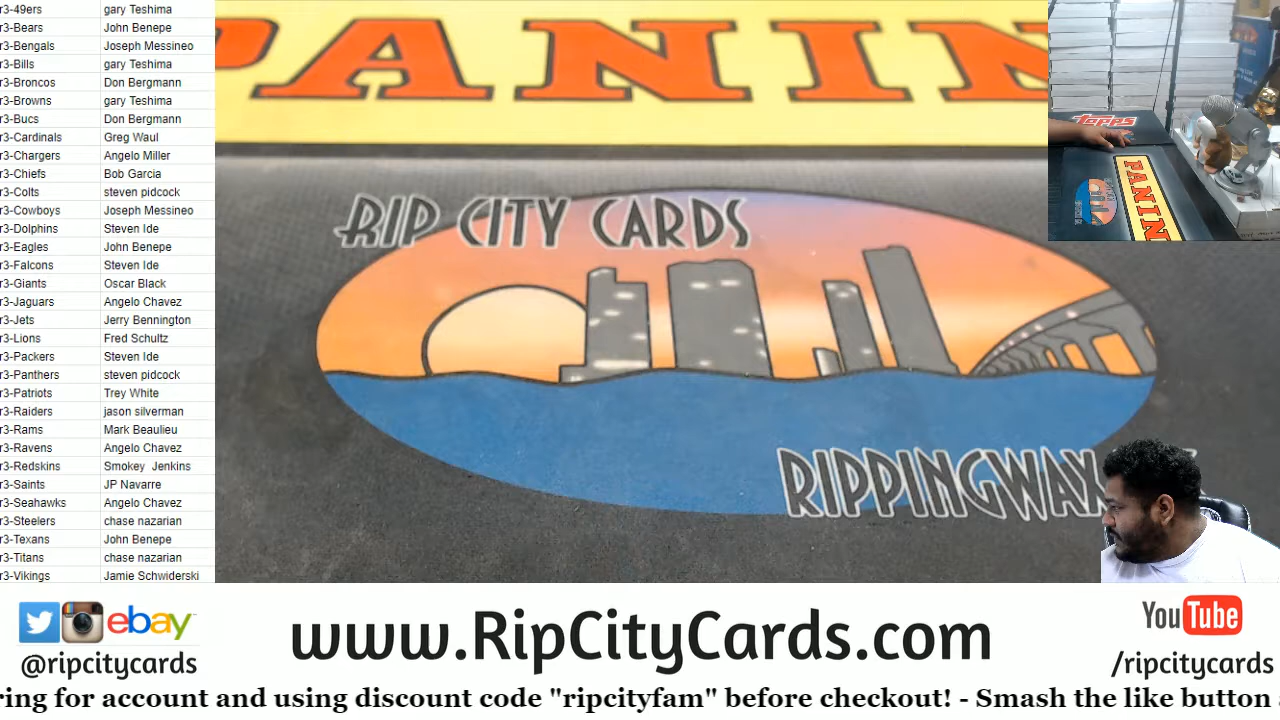 r3-49ers gary Teshima
r3-Bears John Benepe
r3-Bengals Joseph Messineo
r3-Bills gary Teshima
r3-Broncos Don Bergmann
r3-Browns gary Teshima
r3-Bucs Don Bergmann
r3-Cardinals Greg Waul
r3-Chargers Angelo Miller
r3-Chiefs Bob Garcia
r3-Colts steven pidcock
r3-Cowboys Joseph Messineo
r3-Dolphins Steven Ide
r3-Eagles John Benepe
r3-Falcons Steven Ide
r3-Giants Oscar Black
r3-Jaguars Angelo Chavez
r3-Jets Jerry Bennington
r3-Lions Fred Schultz
r3-Packers Steven Ide
r3-Panthers steven pidcock
r3-Patriots Trey White
r3-Raiders jason silverman
r3-Rams Mark Beaulieu
r3-Ravens Angelo Chavez
r3-Redskins Smokey Jenkins
r3-Saints JP Navarre
r3-Seahawks Angelo Chavez
r3-Steelers chase nazarian
r3-Texans John Benepe
r3-Titans chase nazarian
r3-Vikings Jamie Schwiderski
PANIN
RIP CITY CARDS
RIPPINGWAX
topps
PANIN
ebay
@ripcitycards
www.RipCityCards.com
YouTube
/ripcitycards
ring for account and using discount code "ripcityfam" before checkout! - Smash the like button